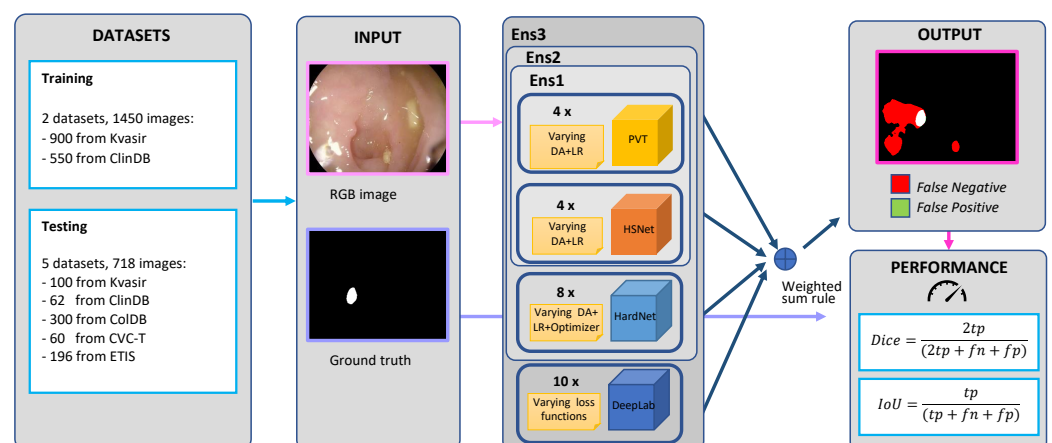 DATASETS
Training
2 datasets, 1450 images:
- 900 from Kvasir
- 550 from ClinDB
Testing
5 datasets, 718 images:
- 100 from Kvasir
- 62 from ClinDB
- 300 from ColDB
- 60 from CVC-T
- 196 from ETIS
INPUT
RGB image
Ground truth
Ens3
Ens2
Ens1
4 x
Varying
DA+LR
PVT
4 x
Varying
DA+LR
HSNet
8 x
Varying DA+
LR+Optimizer
HardNet
10 x
Varying loss
functions
DeepLab
Weighted
sum rule
OUTPUT
False Negative
False Positive
PERFORMANCE
Dice = 2tp / (2tp + fn + fp)
IoU = tp / (tp + fn + fp)